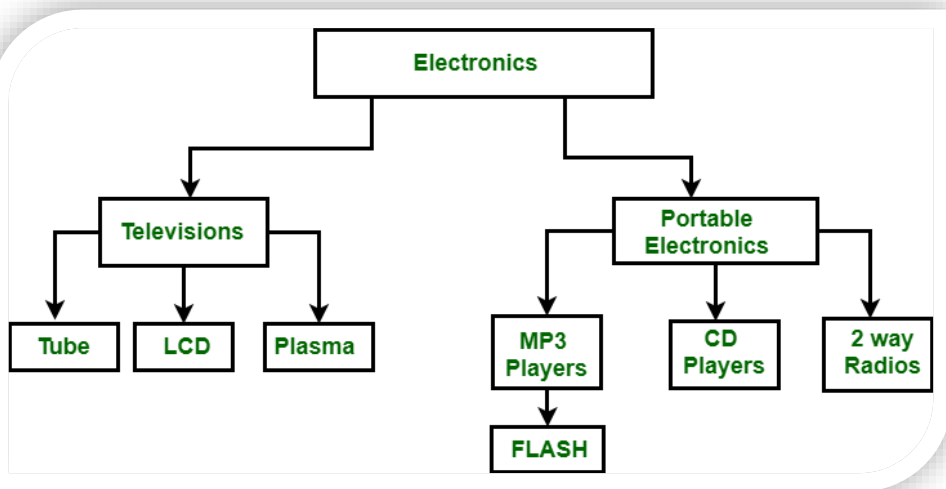 Electronics
Televisions
Portable
Electronics
Tube
LCD
Plasma
MP3
Players
CD
Players
2 way
Radios
FLASH